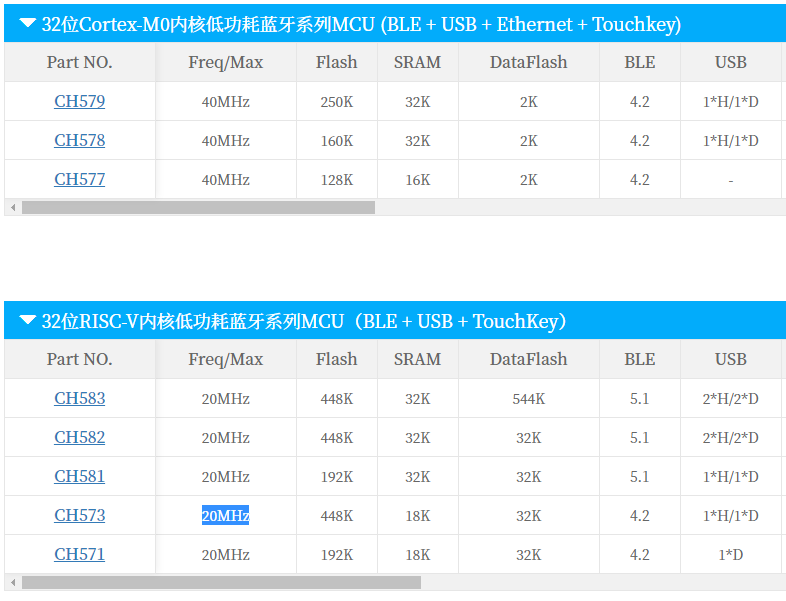 32位Cortex-M0内核低功耗蓝牙系列MCU (BLE + USB + Ethernet + Touchkey)
Part NO. Freq/Max Flash SRAM DataFlash BLE USB
CH579 40MHz 250K 32K 2K 4.2 1*H/1*D
CH578 40MHz 160K 32K 2K 4.2 1*H/1*D
CH577 40MHz 128K 16K 2K 4.2 -
32位RISC-V内核低功耗蓝牙系列MCU（BLE + USB + TouchKey）
Part NO. Freq/Max Flash SRAM DataFlash BLE USB
CH583 20MHz 448K 32K 544K 5.1 2*H/2*D
CH582 20MHz 448K 32K 32K 5.1 2*H/2*D
CH581 20MHz 192K 32K 32K 5.1 1*H/1*D
CH573 20MHz 448K 18K 32K 4.2 1*H/1*D
CH571 20MHz 192K 18K 32K 4.2 1*D